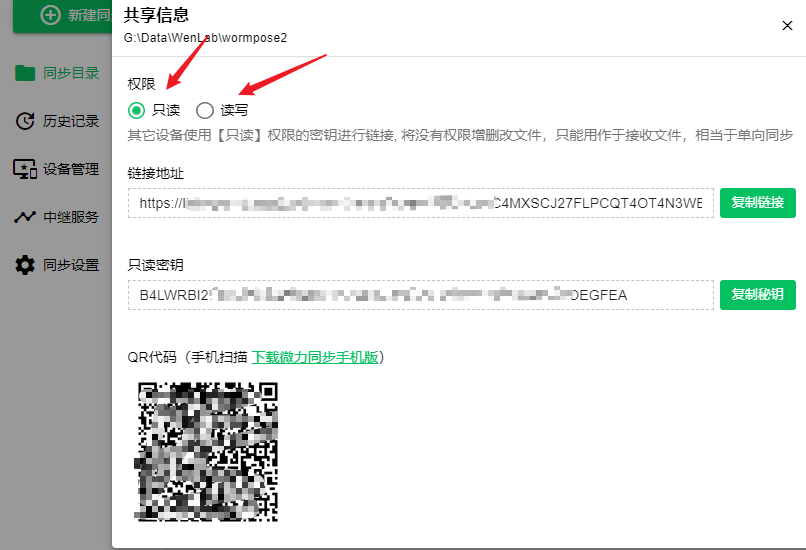 新建同
同步目录
历史记录
设备管理
中继服务
同步设置
共享信息
G:\Data\WenLab\wormpose2
权限
只读 读写
其它设备使用【只读】权限的密钥进行链接, 将没有权限增删改文件，只能用作于接收文件，相当于单向同步
链接地址
https://l C4MXSCJ27FLPCQT4OT4N3WE
复制链接
只读密钥
B4LWRBI2 DEGFEA
复制秘钥
QR代码（手机扫描 下载微力同步手机版）